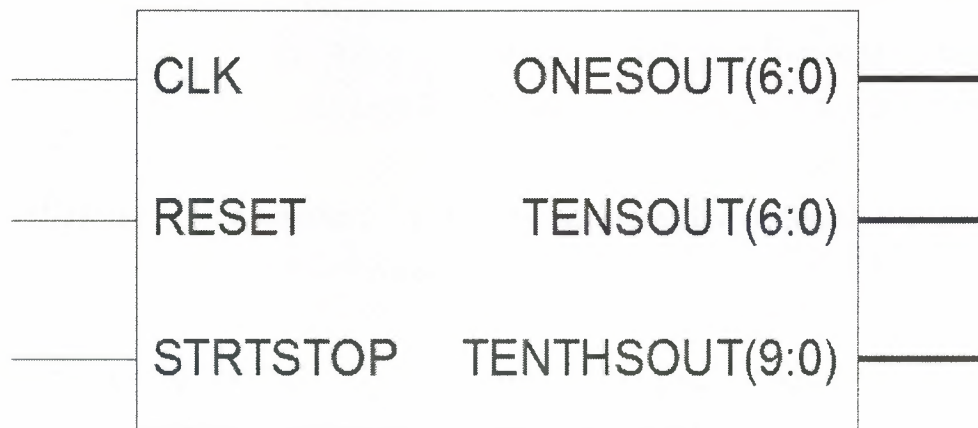 CLK ONESOUT(6:0)
RESET TENSOUT(6:0)
STRTSTOP TENTHSOUT(9:0)